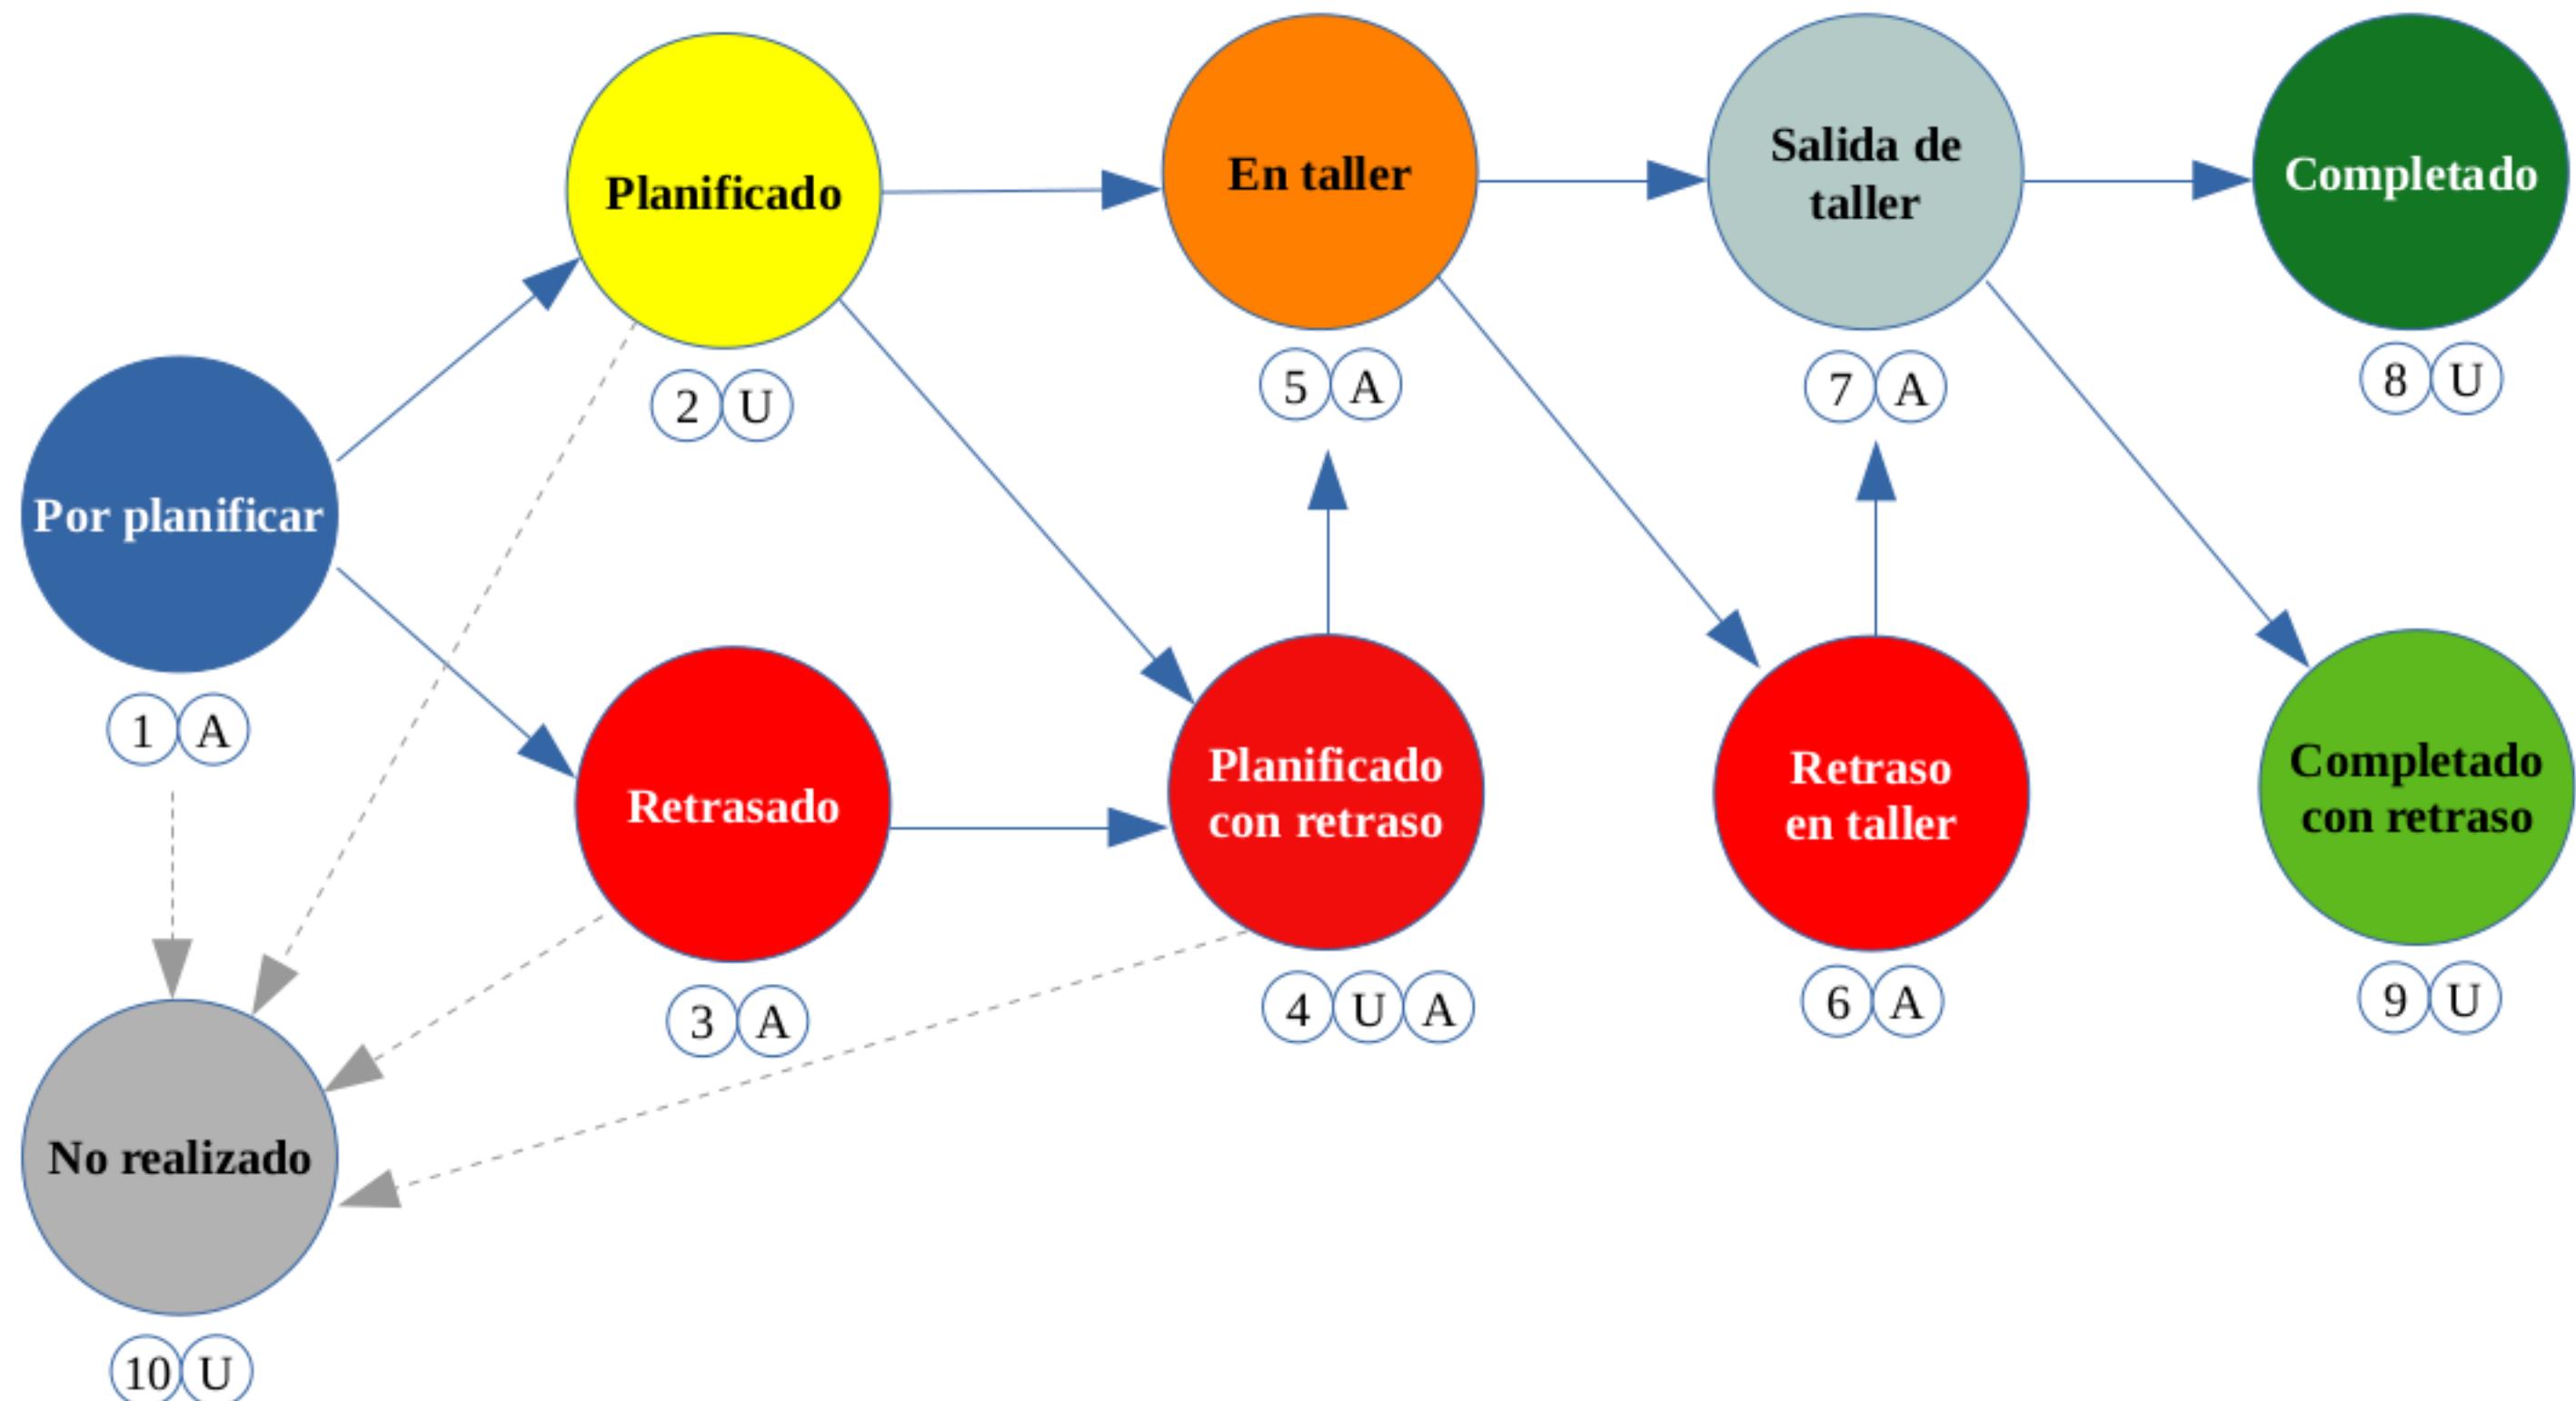 Planificado
2 U
En taller
5 A
Salida de
taller
7 A
Completado
8 U
Por planificar
1 A
Retrasado
3 A
Planificado
con retraso
4 U A
Retraso
en taller
6 A
Completado
con retraso
9 U
No realizado
10 U